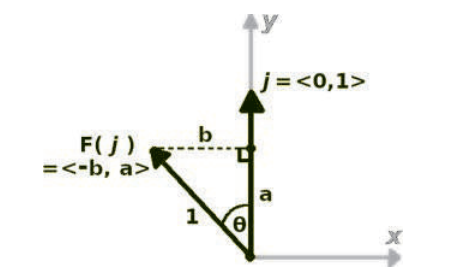 y
j = <0,1>
b
F( j )
= <-b, a>
a
1
θ
x